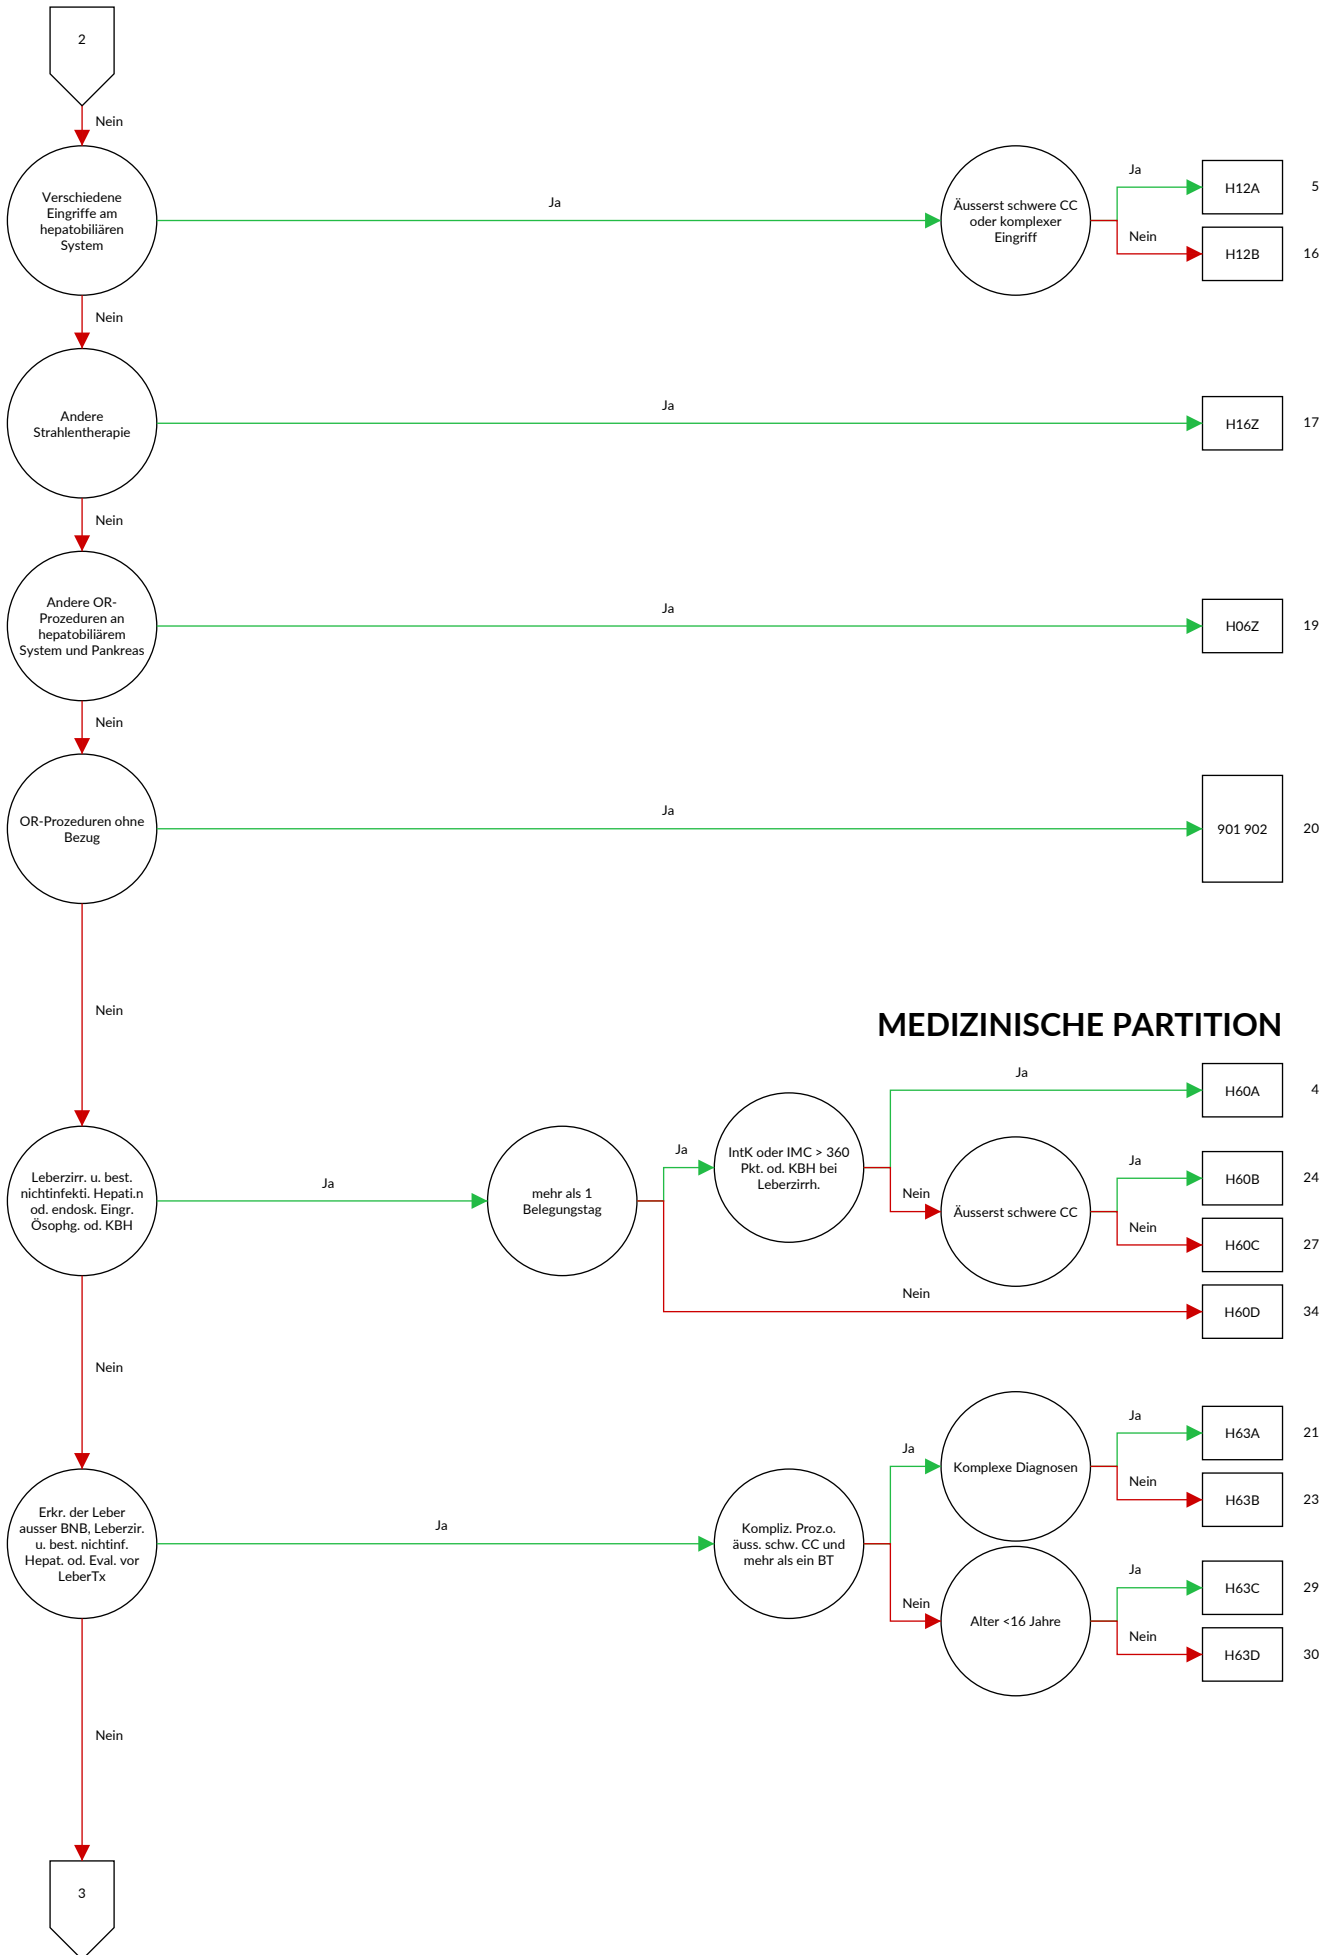 2
Nein
Verschiedene
Eingriffe am
hepatobiliären
System
Ja
Äusserst schwere CC
oder komplexer
Eingriff
Ja
H12A
5
Nein
H12B
16
Nein
Andere
Strahlentherapie
Ja
H16Z
17
Nein
Andere OR-
Prozeduren an
hepatobiliärem
System und Pankreas
Ja
H06Z
19
Nein
OR-Prozeduren ohne
Bezug
Ja
901 902
20
Nein
MEDIZINISCHE PARTITION
Leberzirr. u. best.
nichtinfekti. Hepati.n
od. endosk. Eingr.
Ösophg. od. KBH
Ja
mehr als 1
Belegungstag
Ja
IntK oder IMC > 360
Pkt. od. KBH bei
Leberzirrh.
Ja
H60A
4
Nein
Äusserst schwere CC
Ja
H60B
24
Nein
H60C
27
Nein
H60D
34
Nein
Erkr. der Leber
ausser BNB, Leberzir.
u. best. nichtinf.
Hepat. od. Eval. vor
LeberTx
Ja
Kompliz. Proz.o.
äuss. schw. CC und
mehr als ein BT
Ja
Komplexe Diagnosen
Ja
H63A
21
Nein
H63B
23
Nein
Alter <16 Jahre
Ja
H63C
29
Nein
H63D
30
Nein
3